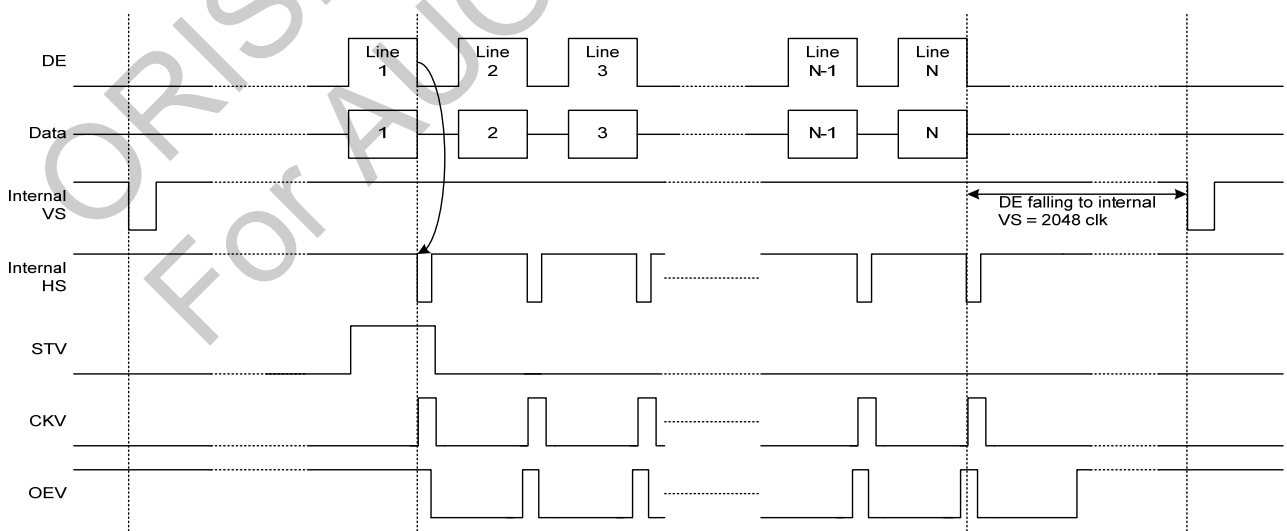 DE
Line
1
Line
2
Line
3
Line
N-1
Line
N
Data
1
2
3
N-1
N
Internal
VS
DE falling to internal
VS = 2048 clk
Internal
HS
STV
CKV
OEV
For